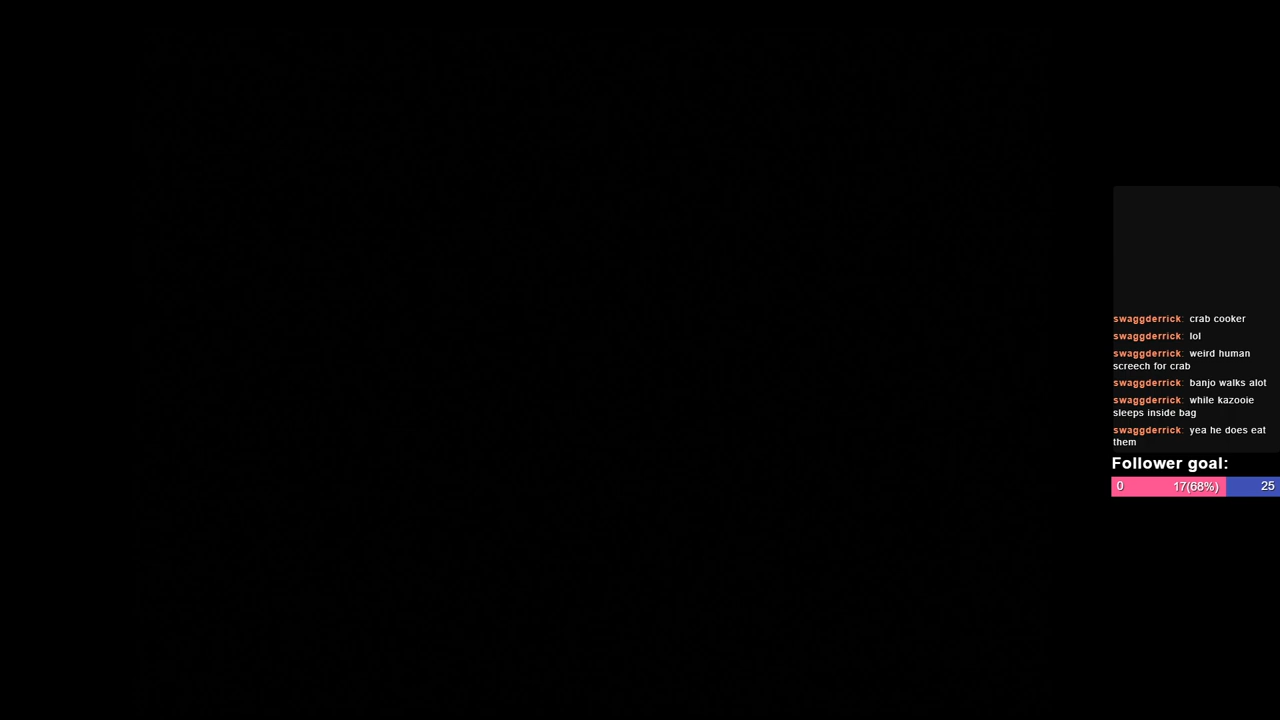 swaggderrick: crab cooker
swaggderrick: lol
swaggderrick: weird human
screech for crab
swaggderrick: banjo walks alot
swaggderrick: while kazooie
sleeps inside bag
swaggderrick: yea he does eat
them
Follower goal:
0 17(68%) 25